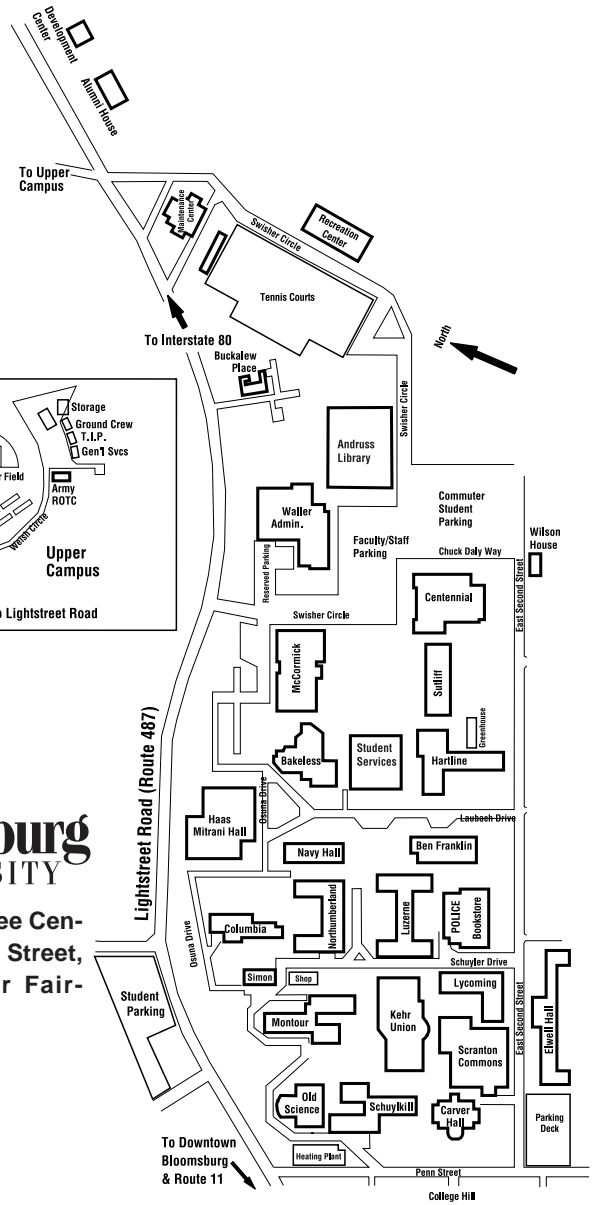 Development
Center
Alumni House
To Upper
Campus
Maintenance
Center
Swisher Circle
Recreation
Center
Tennis Courts
To Interstate 80
North
Buckalew
Place
Swisher Circle
Storage
Ground Crew
T.I.P.
Gen'l Svcs
Field
Army
ROTC
Welsh Circle
Upper
Campus
Lightstreet Road
Andruss
Library
Commuter
Student
Parking
Waller
Admin.
Faculty/Staff
Parking
Reserved Parking
Wilson
House
Chuck Daly Way
Centennial
East Second Street
Swisher Circle
McCormick
Sutliff
Greenhouse
Bakeless
Student
Services
Hartline
Lightstreet Road (Route 487)
Osuna Drive
Laubach Drive
Haas
Mitrani Hall
burg
SITY
Navy Hall
Ben Franklin
ee Cen-
Street,
r Fair-
Osuna Drive
Columbia
Northumberland
Luzerne
POLICE
Bookstore
Schuyler Drive
Simon
Shop
Lycoming
Student
Parking
Montour
Kehr
Union
Scranton
Commons
East Second Street
Elwell Hall
Old
Science
Schuylkill
Carver
Hall
Parking
Deck
To Downtown
Bloomsburg
& Route 11
Heating Plant
Penn Street
College Hill